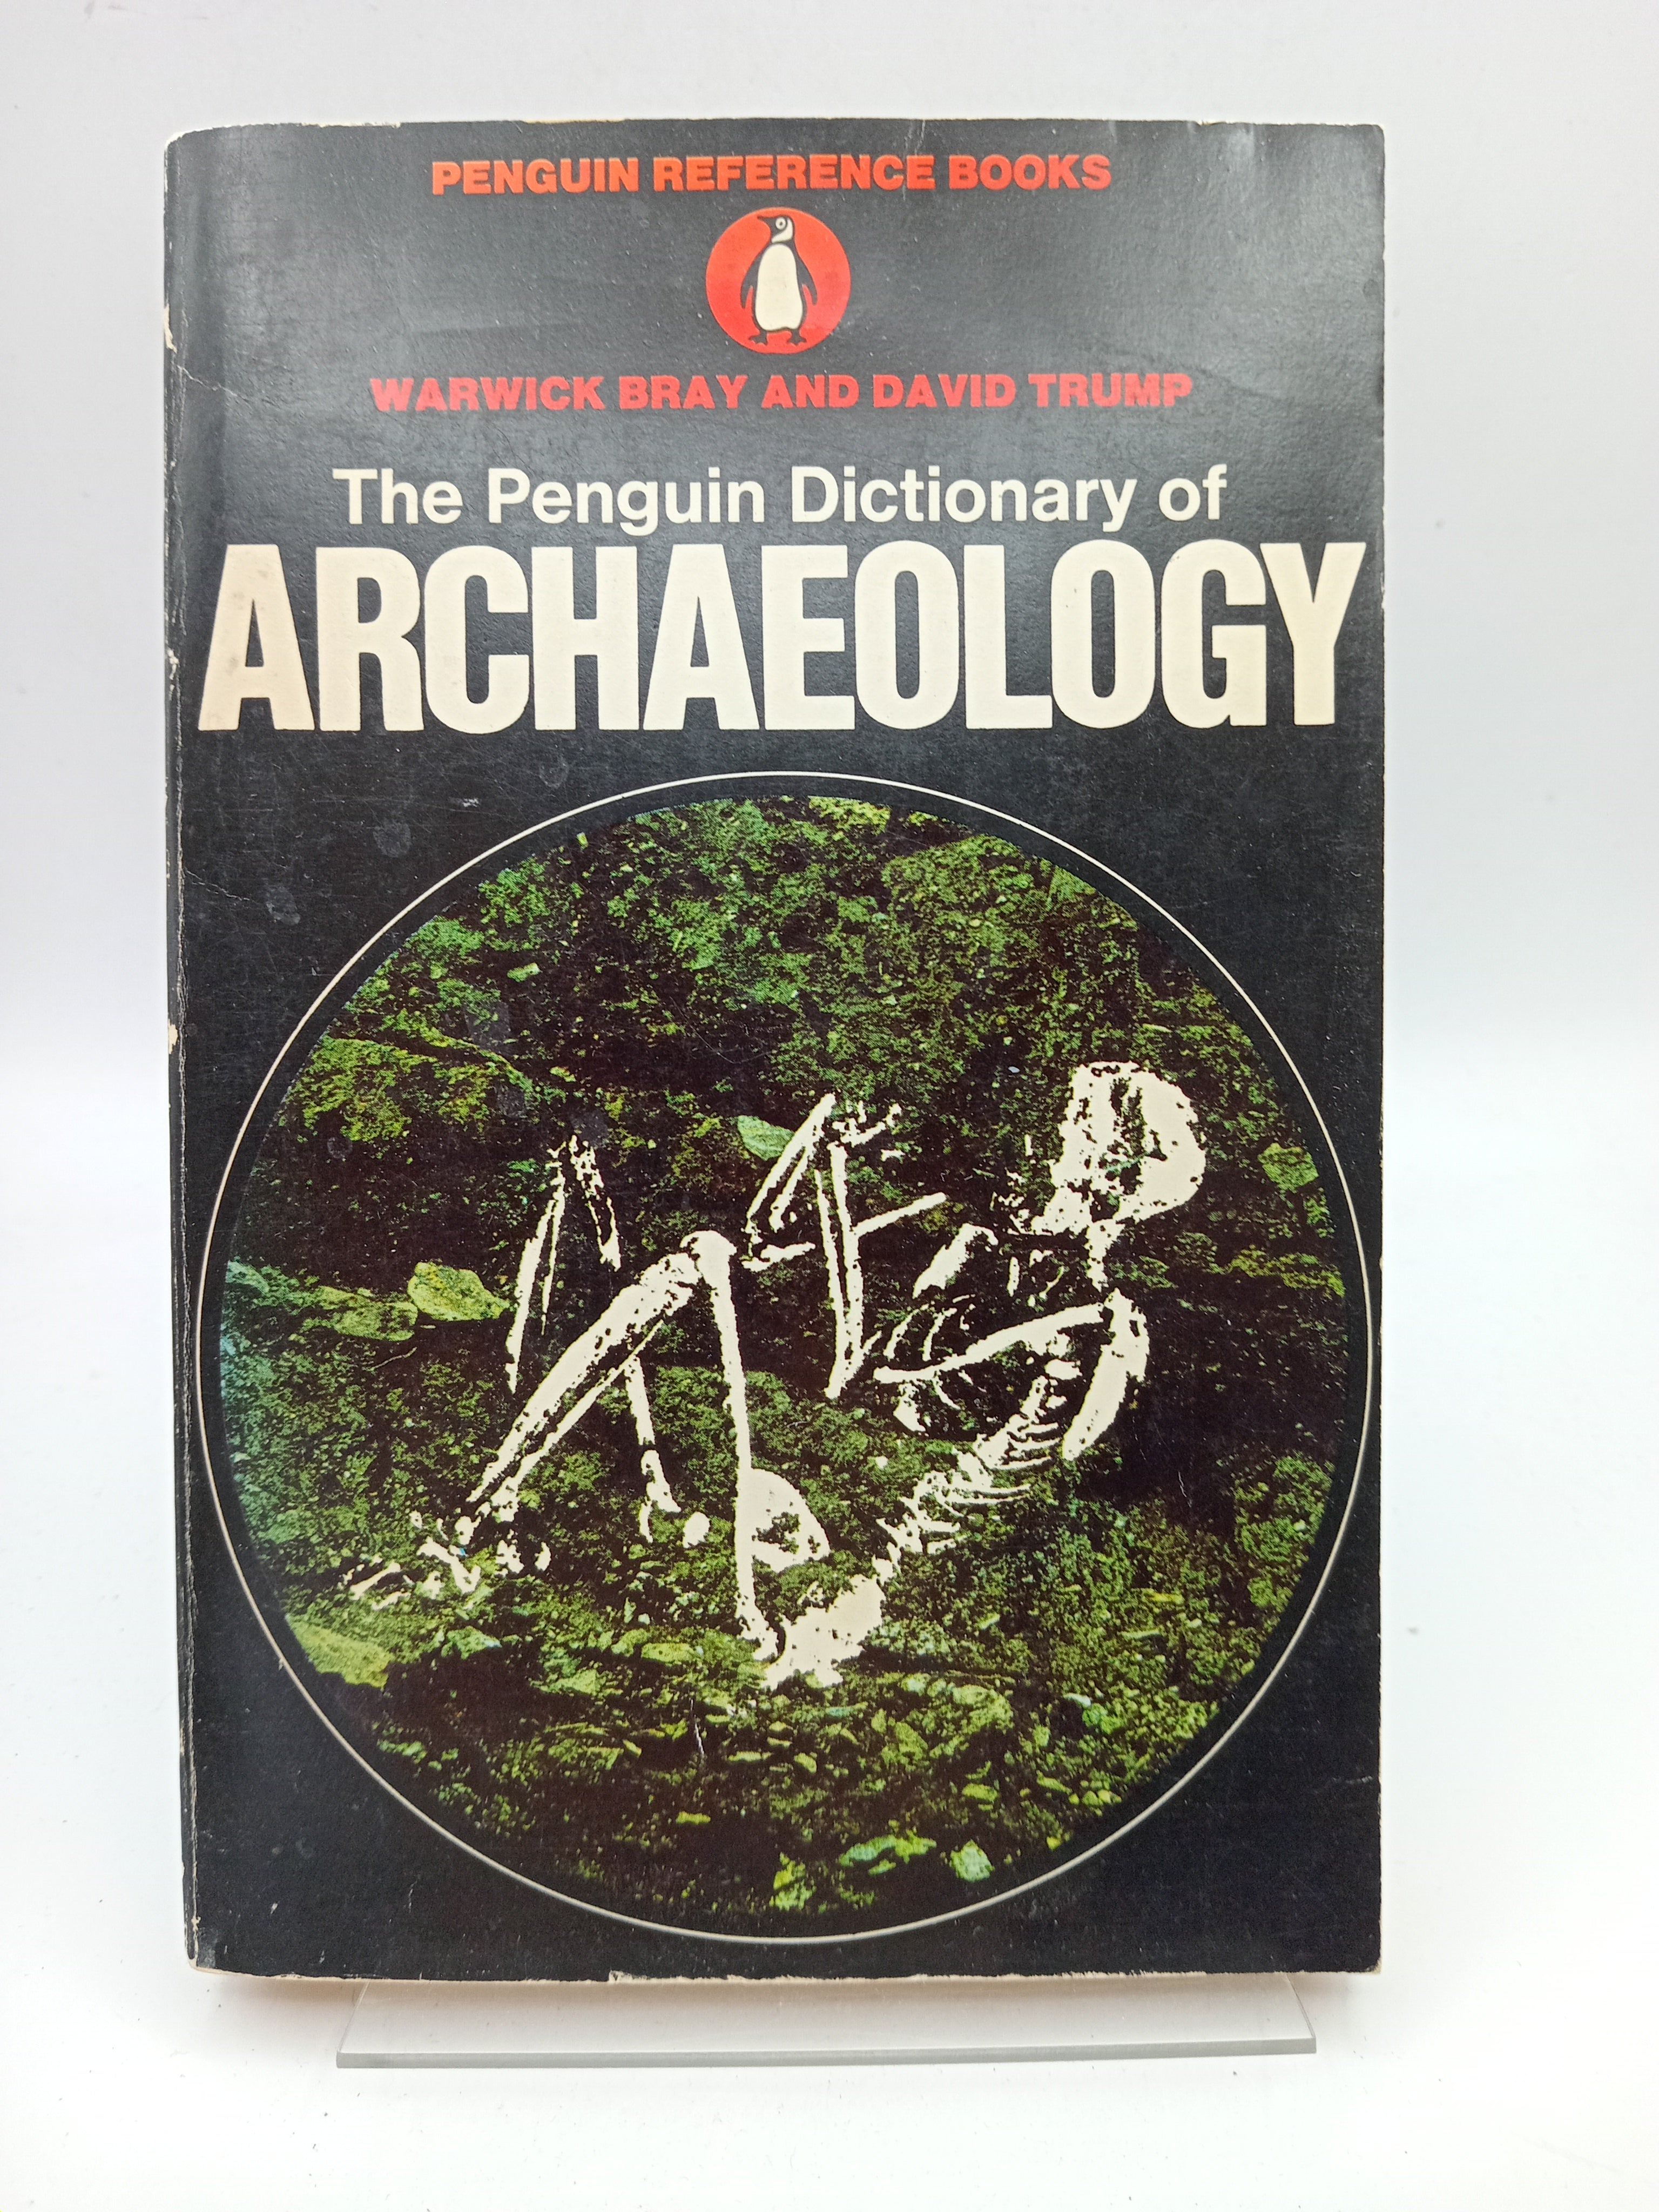 PENGUIN REFERENCE BOOKS
WARWICK BRAY AND DAVID TRUMP
The Penguin Dictionary of
ARCHAEOLOGY